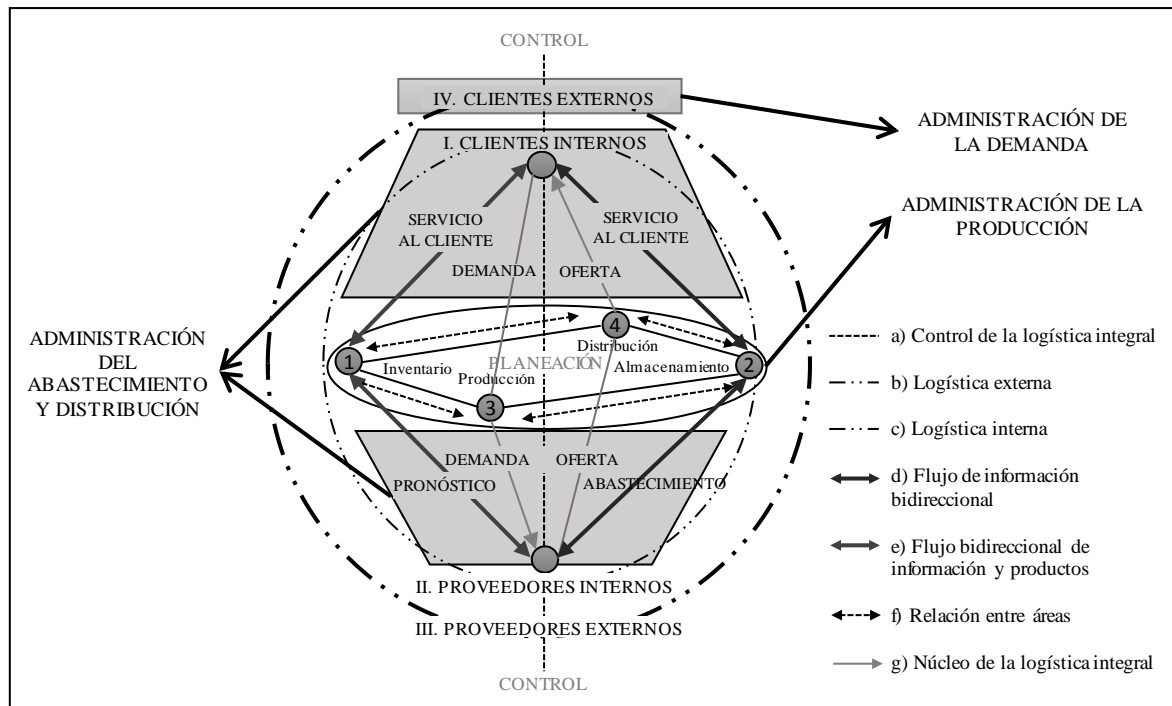 CONTROL
IV. CLIENTES EXTERNOS
I. CLIENTES INTERNOS
SERVICIO
AL CLIENTE
SERVICIO
AL CLIENTE
DEMANDA
OFERTA
4
Distribución
1
PLANEACIÓN
2
Inventario
Almacenamiento
Producción
3
DEMANDA
OFERTA
PRONÓSTICO
ABASTECIMIENTO
II. PROVEEDORES INTERNOS
III. PROVEEDORES EXTERNOS
CONTROL
ADMINISTRACIÓN
DEL
ABASTECIMIENTO
Y DISTRIBUCIÓN
ADMINISTRACIÓN DE
LA DEMANDA
ADMINISTRACIÓN DE LA
PRODUCCIÓN
a) Control de la logística integral
b) Logística externa
c) Logística interna
d) Flujo de información
bidireccional
e) Flujo bidireccional de
información y productos
f) Relación entre áreas
g) Núcleo de la logística integral